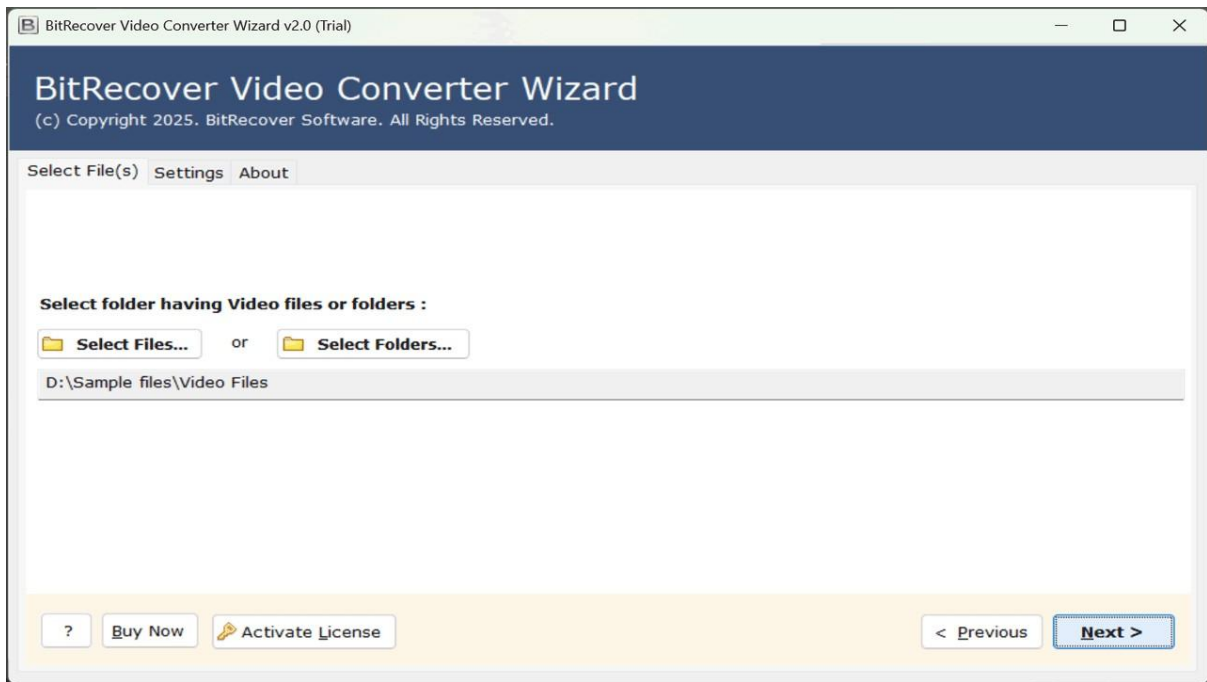 BitRecover Video Converter Wizard v2.0 (Trial)
BitRecover Video Converter Wizard
(c) Copyright 2025. BitRecover Software. All Rights Reserved.
Select File(s) Settings About
Select folder having Video files or folders :
Select Files... or Select Folders...
D:\Sample files\Video Files
? Buy Now Activate License < Previous Next >